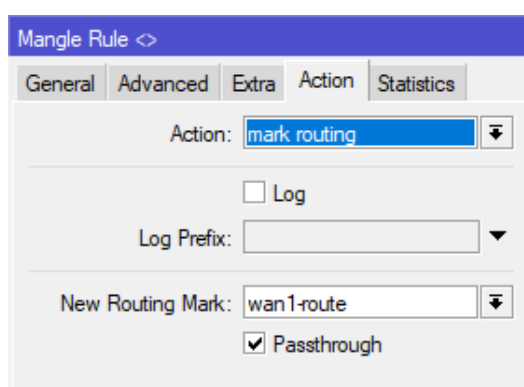 Mangle Rule <>
General Advanced Extra Action Statistics
Action: mark routing
Log
Log Prefix:
New Routing Mark: wan1-route
Passthrough